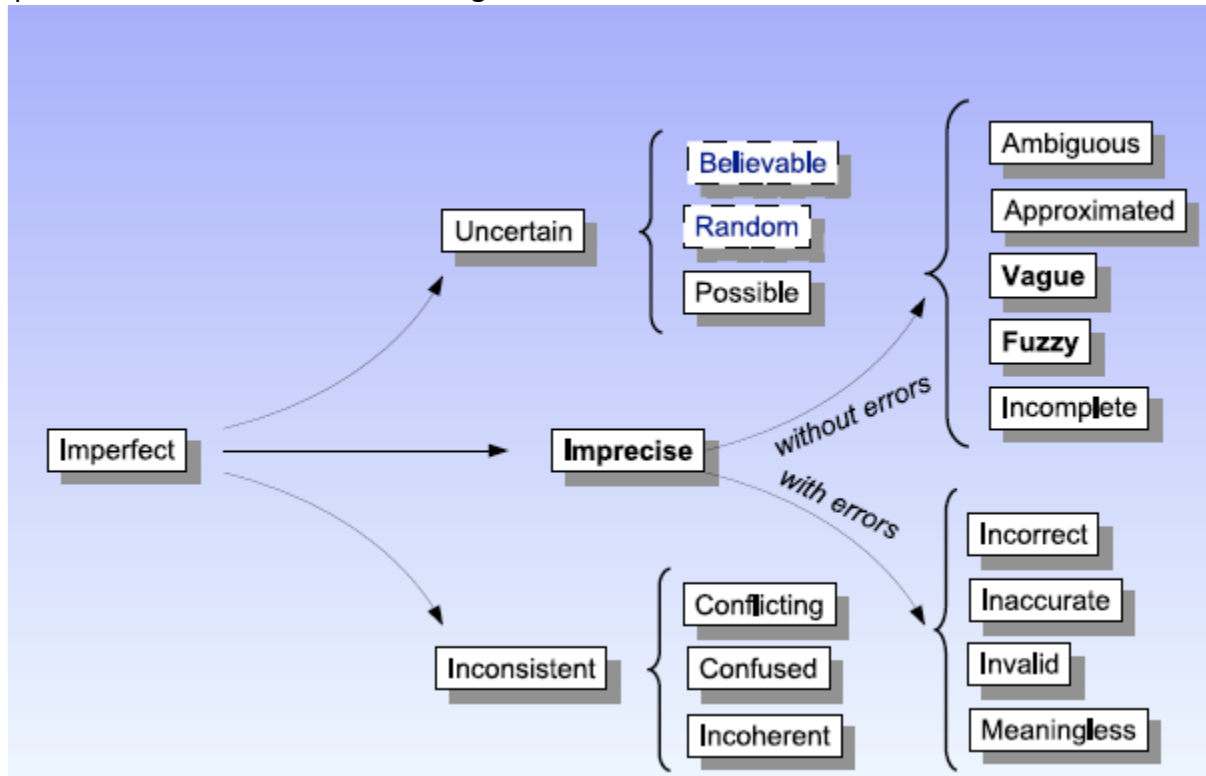 Ambiguous
Believable
Approximated
Uncertain
Random
Vague
Possible
Fuzzy
Incomplete
without errors
Imperfect
Imprecise
with errors
Incorrect
Conflicting
Inaccurate
Inconsistent
Confused
Invalid
Incoherent
Meaningless